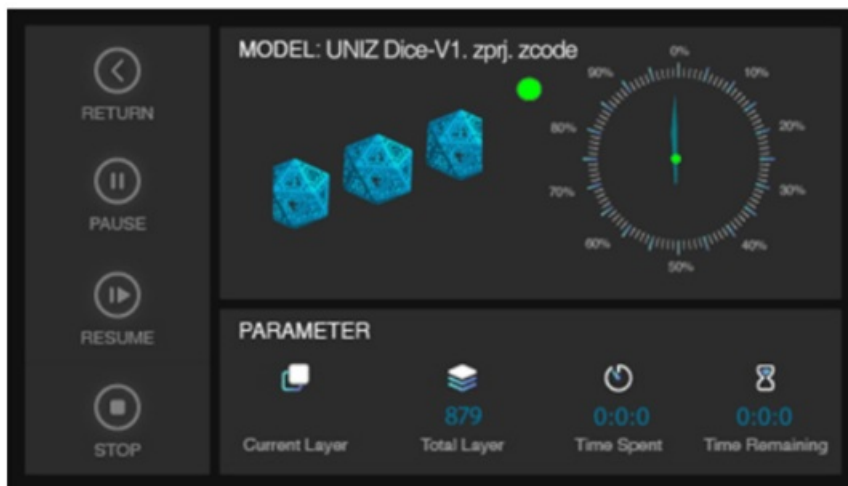 RETURN
PAUSE
RESUME
STOP
MODEL: UNIZ Dice-V1. zprj. zcode
0%
10%
20%
30%
40%
50%
60%
70%
80%
90%
PARAMETER
879
0:0:0
0:0:0
Current Layer
Total Layer
Time Spent
Time Remaining